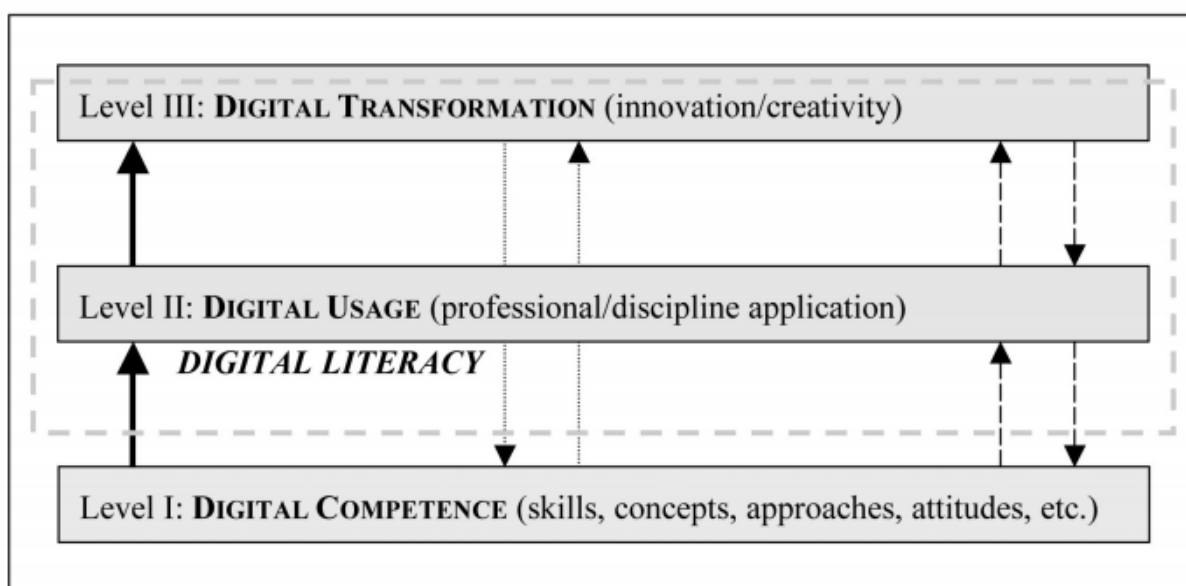 Level III: DIGITAL TRANSFORMATION (innovation/creativity)
Level II: DIGITAL USAGE (professional/discipline application)
DIGITAL LITERACY
Level I: DIGITAL COMPETENCE (skills, concepts, approaches, attitudes, etc.)